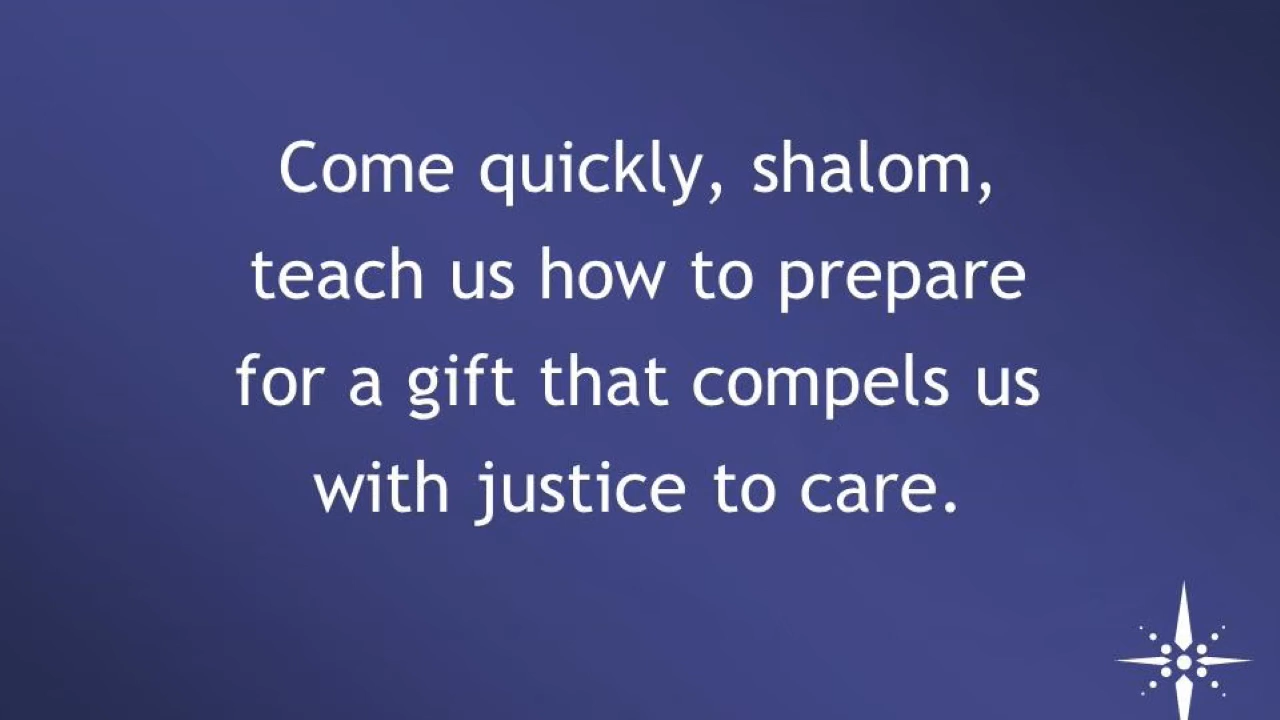 Come quickly, shalom,
teach us how to prepare
for a gift that compels us
with justice to care.